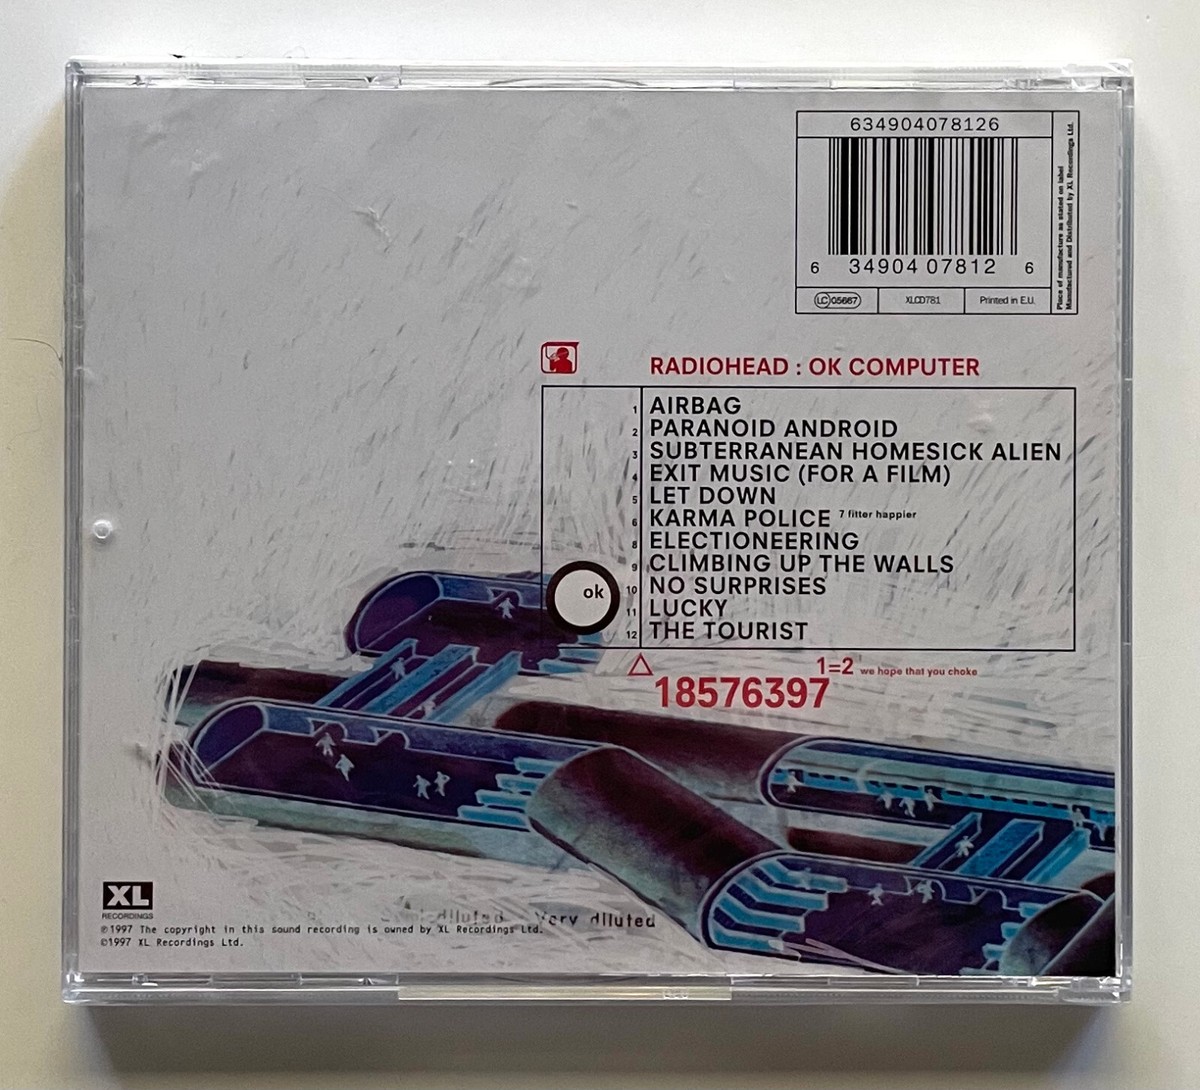 634904078126
6 34904 07812 6
LC 05667
XLCD781
Printed in E.U.
Place of manufacture as stated on label
Manufactured and Distributed by XL Recordings Ltd.
RADIOHEAD : OK COMPUTER
1 AIRBAG
2 PARANOID ANDROID
3 SUBTERRANEAN HOMESICK ALIEN
4 EXIT MUSIC (FOR A FILM)
5 LET DOWN
6 KARMA POLICE 7 fitter happier
8 ELECTIONEERING
9 CLIMBING UP THE WALLS
10 NO SURPRISES
11 LUCKY
12 THE TOURIST
ok
1=2 we hope that you choke
18576397
XL
RECORDINGS
diluted Very diluted
℗1997 The copyright in this sound recording is owned by XL Recordings Ltd.
©1997 XL Recordings Ltd.